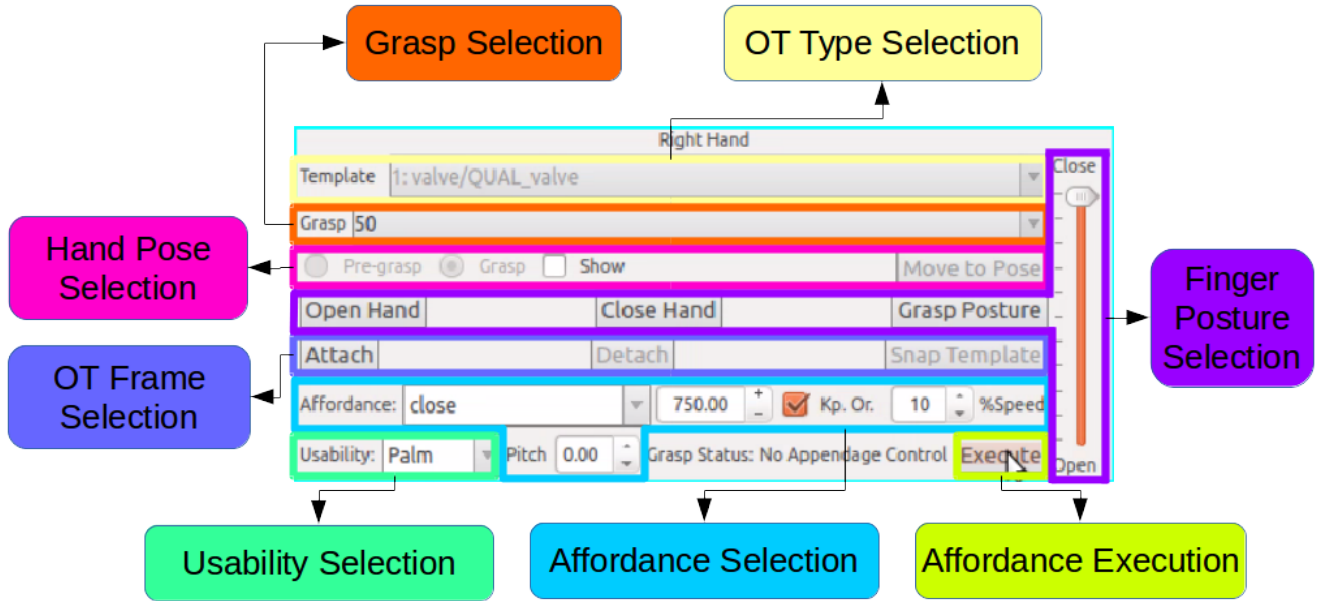 Grasp Selection
OT Type Selection
Right Hand
Template 1: valve/QUAL_valve
Close
Grasp 50
Hand Pose
Selection
Pre-grasp Grasp Show Move to Pose
Open Hand Close Hand Grasp Posture
Finger
Posture
Selection
Attach Detach Snap Template
OT Frame
Selection
Affordance: close 750.00 + - Kp. Or. 10 %Speed
Usability: Palm Pitch 0.00 Grasp Status: No Appendage Control Execute
Open
Usability Selection
Affordance Selection
Affordance Execution